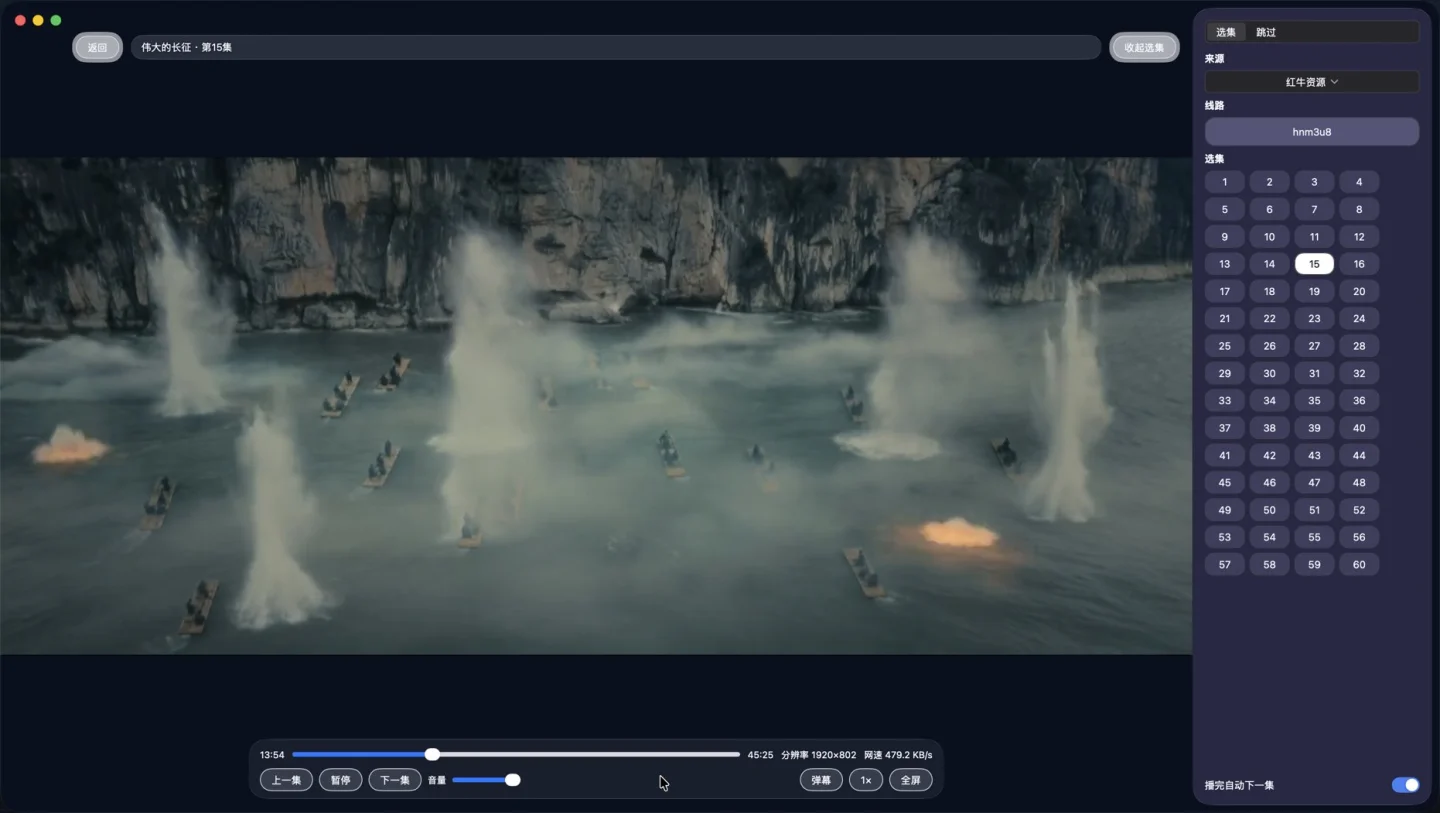 返回
伟大的长征 · 第15集
收起选集
选集 跳过
来源
红牛资源
线路
hnm3u8
选集
1 2 3 4
5 6 7 8
9 10 11 12
13 14 15 16
17 18 19 20
21 22 23 24
25 26 27 28
29 30 31 32
33 34 35 36
37 38 39 40
41 42 43 44
45 46 47 48
49 50 51 52
53 54 55 56
57 58 59 60
13:54 45:25 分辨率 1920×802 网速 479.2 KB/s
上一集 暂停 下一集 音量 弹幕 1× 全屏
播完自动下一集